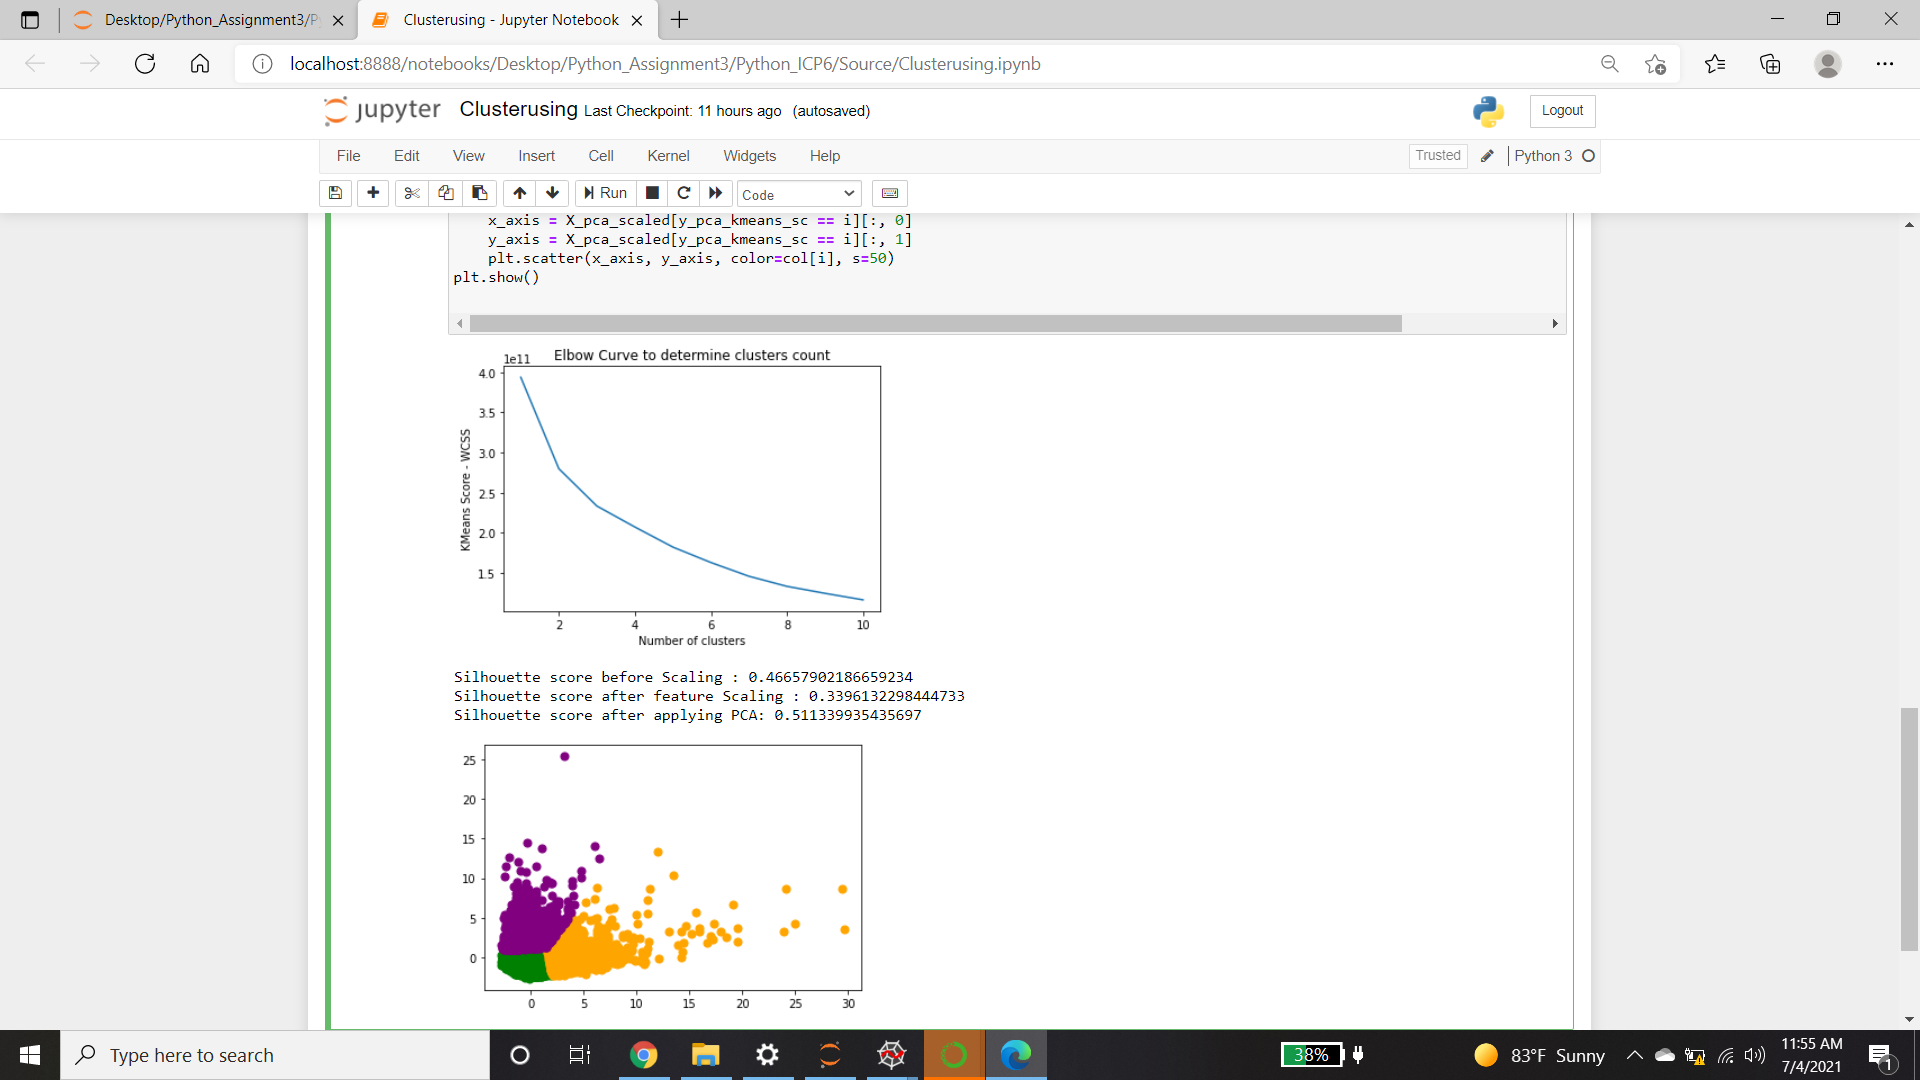 Desktop/Python_Assignment3/P
Clusterusing - Jupyter Notebook
localhost:8888/notebooks/Desktop/Python_Assignment3/Python_ICP6/Source/Clusterusing.ipynb
jupyter Clusterusing Last Checkpoint: 11 hours ago (autosaved)
Logout
File Edit View Insert Cell Kernel Widgets Help
Trusted Python 3
Run Code
x_axis = X_pca_scaled[y_pca_kmeans_sc == i][:, 0]
y_axis = X_pca_scaled[y_pca_kmeans_sc == i][:, 1]
plt.scatter(x_axis, y_axis, color=col[i], s=50)
plt.show()
1e11 Elbow Curve to determine clusters count
4.0
3.5
3.0
2.5
2.0
1.5
KMeans Score - WCSS
2 4 6 8 10
Number of clusters
Silhouette score before Scaling : 0.46657902186659234
Silhouette score after feature Scaling : 0.3396132298444733
Silhouette score after applying PCA: 0.511339935435697
25
20
15
10
5
0
0 5 10 15 20 25 30
Type here to search
38%
83°F Sunny
11:55 AM
7/4/2021
1